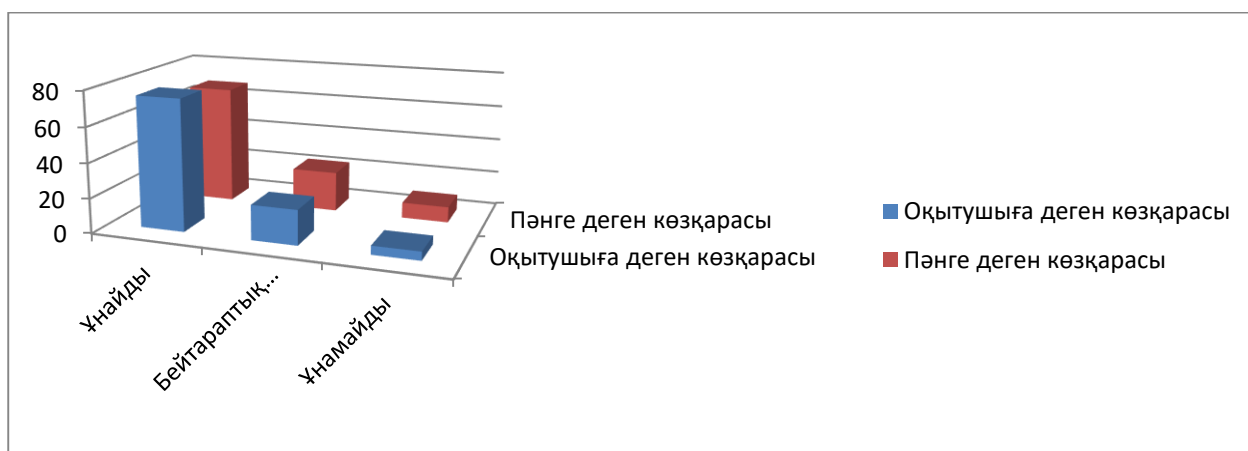 80
60
40
20
0
Ұнайды
Бейтараптық...
Ұнамайды
Пәнге деген көзқарасы
Оқытушыға деген көзқарасы
Оқытушыға деген көзқарасы
Пәнге деген көзқарасы